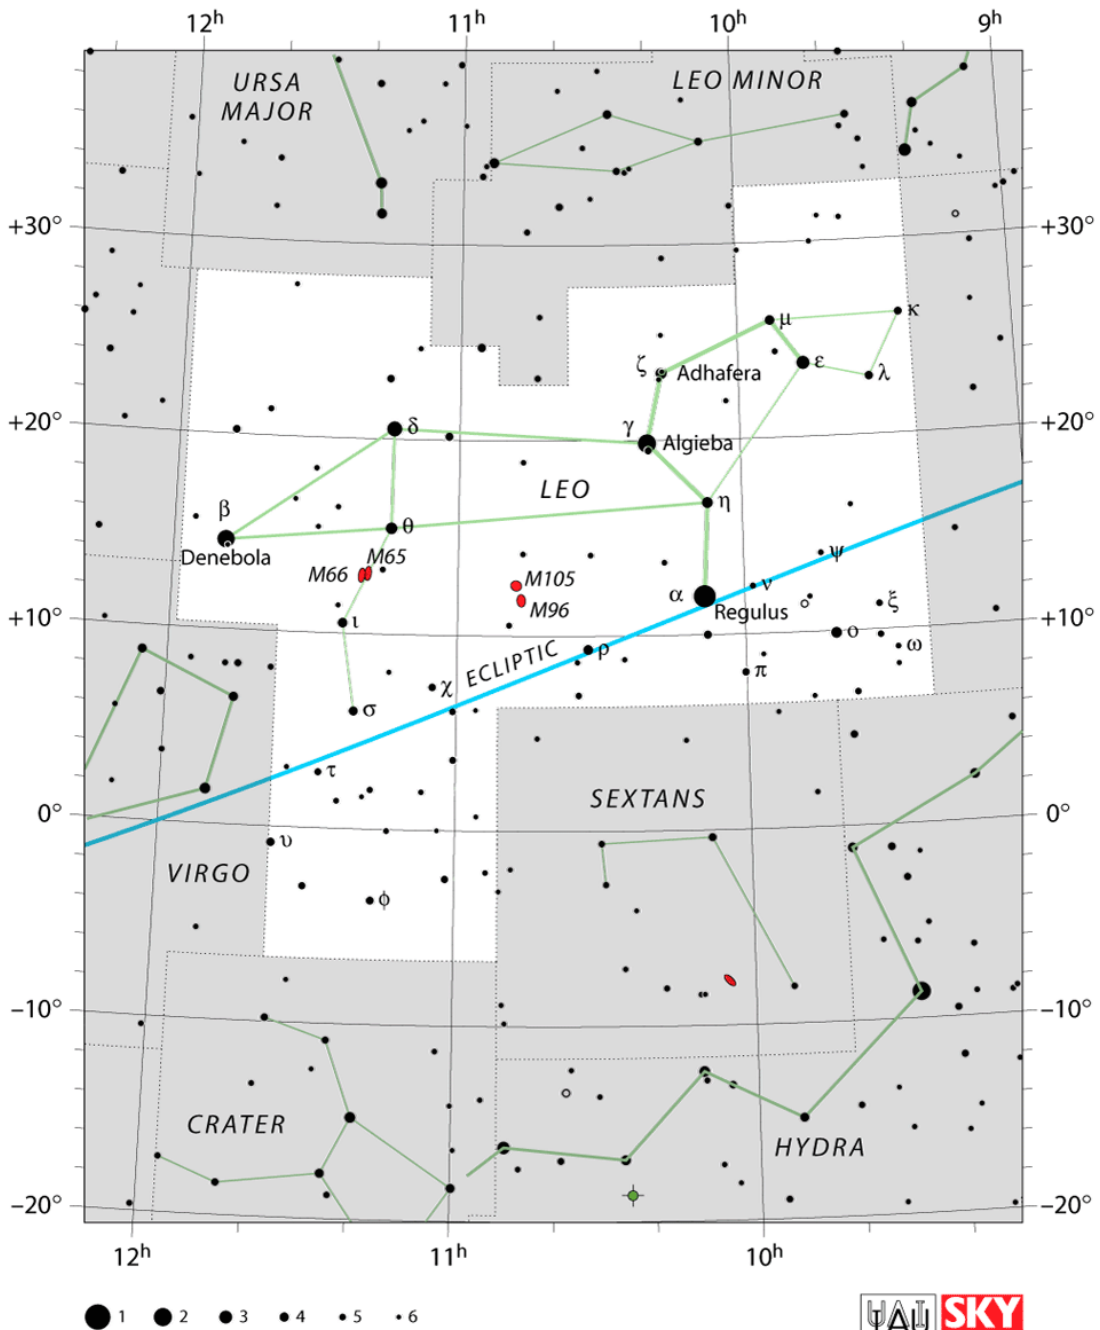 12h 11h 10h 9h
URSA
MAJOR
LEO MINOR
+30° +30°
μ κ
ζ Adhafera ε λ
+20° δ γ Algieba +20°
LEO η
β θ
Denebola
M66 M65 M105 ψ
M96 α Regulus ν
ξ
+10° ι ο +10°
ECLIPTIC ρ ω
χ π
σ
τ
SEXTANS
0° 0°
υ
VIRGO
ϕ
−10° −10°
CRATER
HYDRA
−20° −20°
12h 11h 10h
1 2 3 4 5 6
IAU SKY